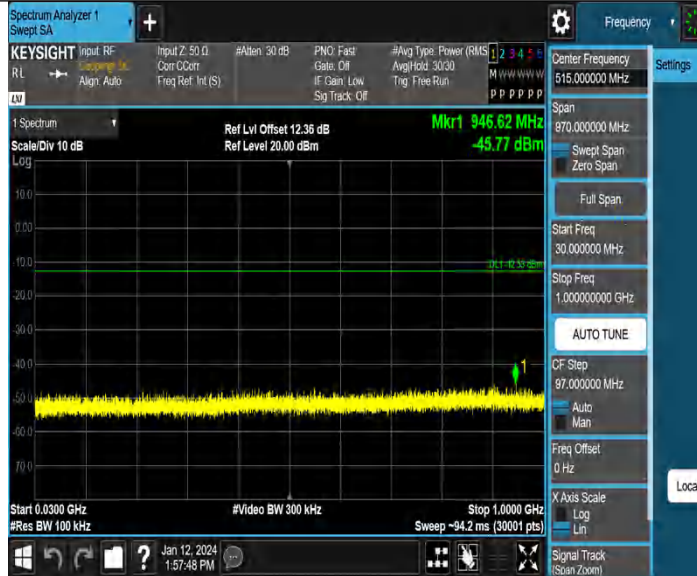 Spectrum Analyzer 1
Swept SA
+
Frequency
KEYSIGHT
RL
Input: RF
Align: Auto
Input Z: 50 Ω
Corr CCorr
Freq Ref: Int (S)
#Atten: 30 dB
PNO: Fast
Gate: Off
IF Gain: Low
Sig Track: Off
#Avg Type: Power (RMS
Avg|Hold: 30/30
Trig: Free Run
1 2 3 4 5 6
M W W W W W
P P P P P P
1 Spectrum
Scale/Div 10 dB
Log
Ref Lvl Offset 12.36 dB
Ref Level 20.00 dBm
Mkr1 946.62 MHz
-45.77 dBm
10.0
0.00
-10.0
DL1 -12.53 dBm
-20.0
-30.0
-40.0
1
-50.0
-60.0
-70.0
Start 0.0300 GHz
#Res BW 100 kHz
#Video BW 300 kHz
Stop 1.0000 GHz
Sweep ~94.2 ms (30001 pts)
?
Jan 12, 2024
1:57:48 PM
Center Frequency
515.000000 MHz
Settings
Span
970.000000 MHz
Swept Span
Zero Span
Full Span
Start Freq
30.000000 MHz
Stop Freq
1.000000000 GHz
AUTO TUNE
CF Step
97.000000 MHz
Auto
Man
Freq Offset
0 Hz
X Axis Scale
Log
Lin
Loca
Signal Track
(Span Zoom)